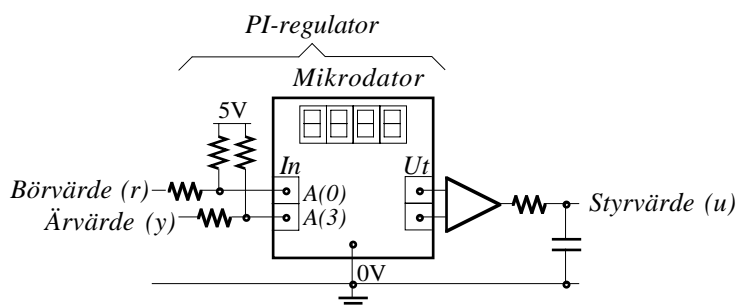 PI-regulator
Mikrodator
5V
In
Ut
Börvärde (r)
A(0)
Ärvärde (y)
A(3)
Styrvärde (u)
0V